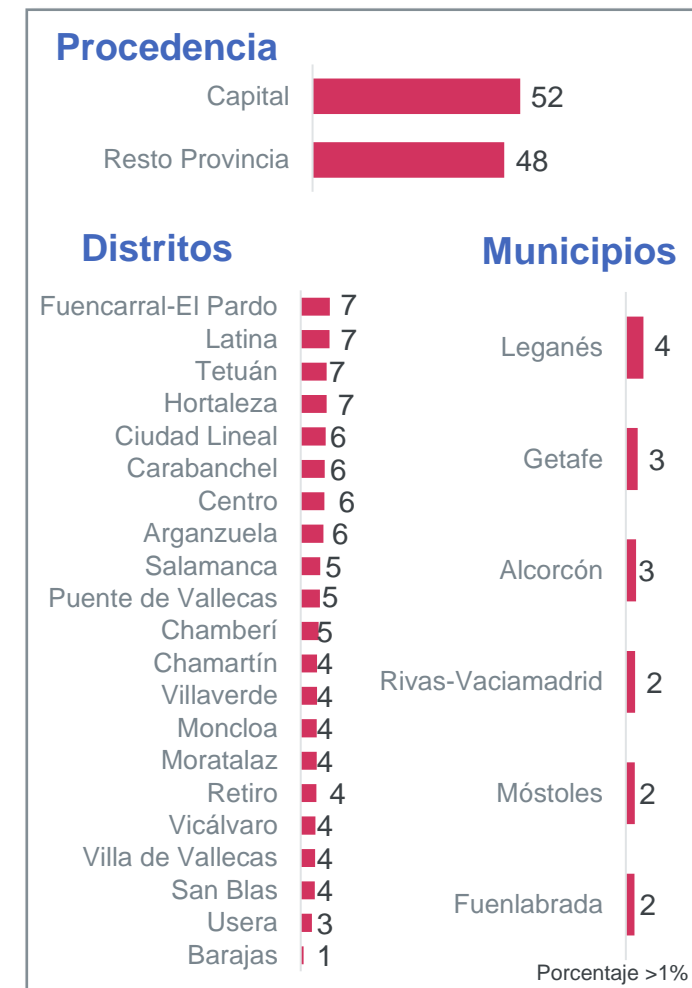 Procedencia
Capital 52
Resto Provincia 48
Distritos
Fuencarral-El Pardo 7
Latina 7
Tetuán 7
Hortaleza 7
Ciudad Lineal 6
Carabanchel 6
Centro 6
Arganzuela 6
Salamanca 5
Puente de Vallecas 5
Chamberí 5
Chamartín 4
Villaverde 4
Moncloa 4
Moratalaz 4
Retiro 4
Vicálvaro 4
Villa de Vallecas 4
San Blas 4
Usera 3
Barajas 1
Municipios
Leganés 4
Getafe 3
Alcorcón 3
Rivas-Vaciamadrid 2
Móstoles 2
Fuenlabrada 2
Porcentaje >1%